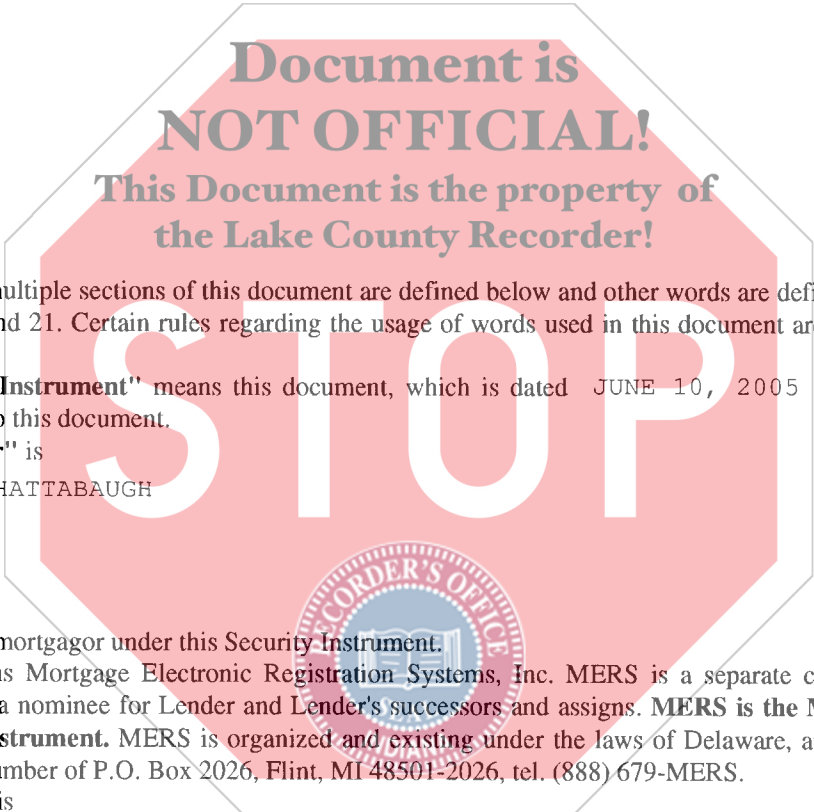 Document is
NOT OFFICIAL!
This Document is the property of
the Lake County Recorder!
ultiple sections of this document are defined below and other words are defi
nd 21. Certain rules regarding the usage of words used in this document ar
Instrument" means this document, which is dated JUNE 10, 2005
this document.
" is
HATTABAUGH
STOP
RECORDER'S OFFICE
mortgagor under this Security Instrument.
s Mortgage Electronic Registration Systems, Inc. MERS is a separate c
a nominee for Lender and Lender's successors and assigns. MERS is the M
strument. MERS is organized and existing under the laws of Delaware, a
mber of P.O. Box 2026, Flint, MI 48501-2026, tel. (888) 679-MERS.
SEAL
is